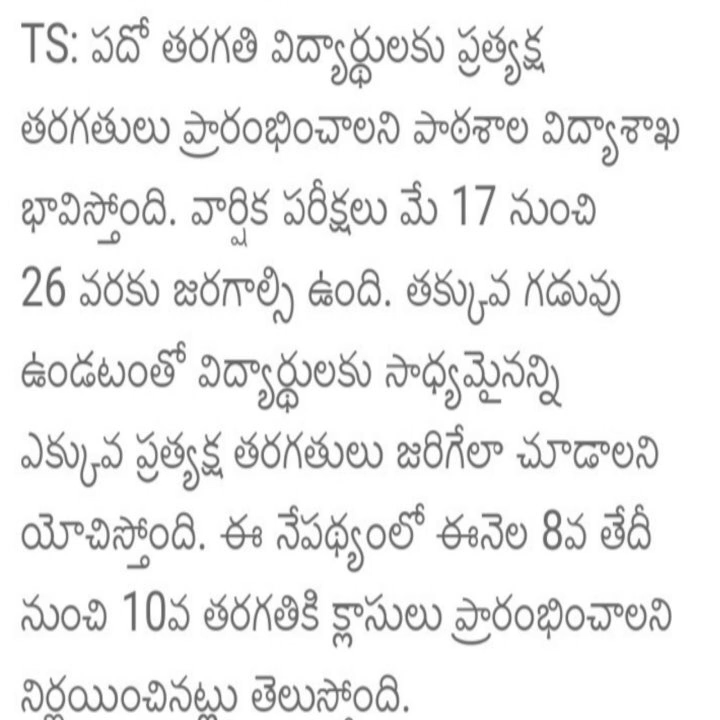 TS: పదో తరగతి విద్యార్థులకు ప్రత్యక్ష
తరగతులు ప్రారంభించాలని పాఠశాల విద్యాశాఖ
భావిస్తోంది. వార్షిక పరీక్షలు మే 17 నుంచి
26 వరకు జరగాల్సి ఉంది. తక్కువ గడువు
ఉండటంతో విద్యార్థులకు సాధ్యమైనన్ని
ఎక్కువ ప్రత్యక్ష తరగతులు జరిగేలా చూడాలని
యోచిస్తోంది. ఈ నేపథ్యంలో ఈనెల 8వ తేదీ
నుంచి 10వ తరగతికి క్లాసులు ప్రారంభించాలని
నిర్ణయించినట్లు తెలుస్తోంది.